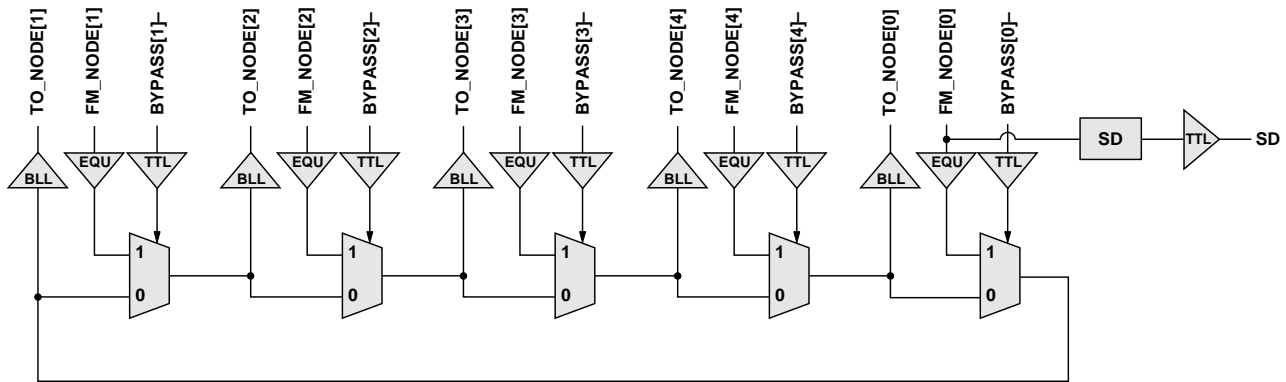 TO_NODE[1]
FM_NODE[1]
BYPASS[1]–
TO_NODE[2]
FM_NODE[2]
BYPASS[2]–
TO_NODE[3]
FM_NODE[3]
BYPASS[3]–
TO_NODE[4]
FM_NODE[4]
BYPASS[4]–
TO_NODE[0]
FM_NODE[0]
BYPASS[0]–
SD
TTL
SD
BLL
EQU
TTL
BLL
EQU
TTL
BLL
EQU
TTL
BLL
EQU
TTL
BLL
EQU
TTL
1
1
1
1
1
0
0
0
0
0